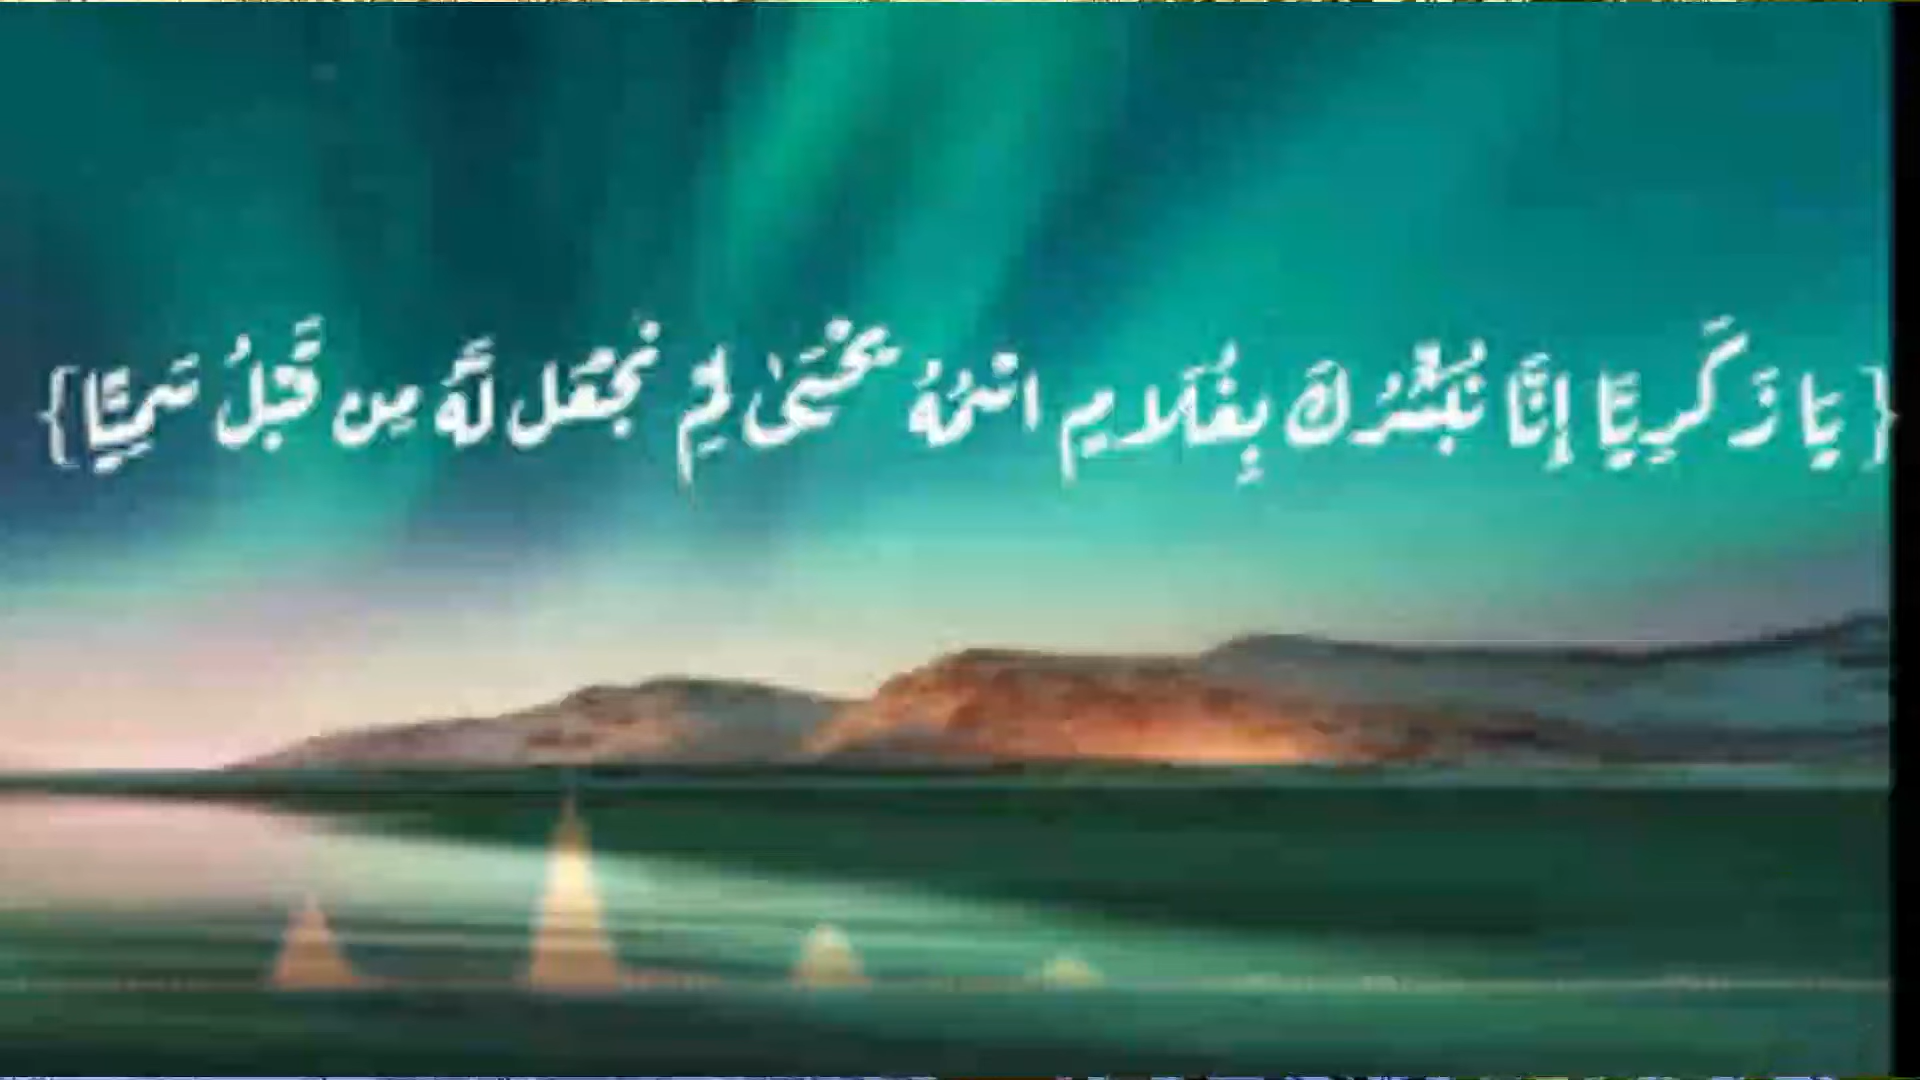 { يَا زَكَرِيَّا إِنَّا نُبَشِّرُكَ بِغُلَامٍ اسْمُهُ يَحْيَىٰ لَمْ نَجْعَل لَّهُ مِن قَبْلُ سَمِيًّا }